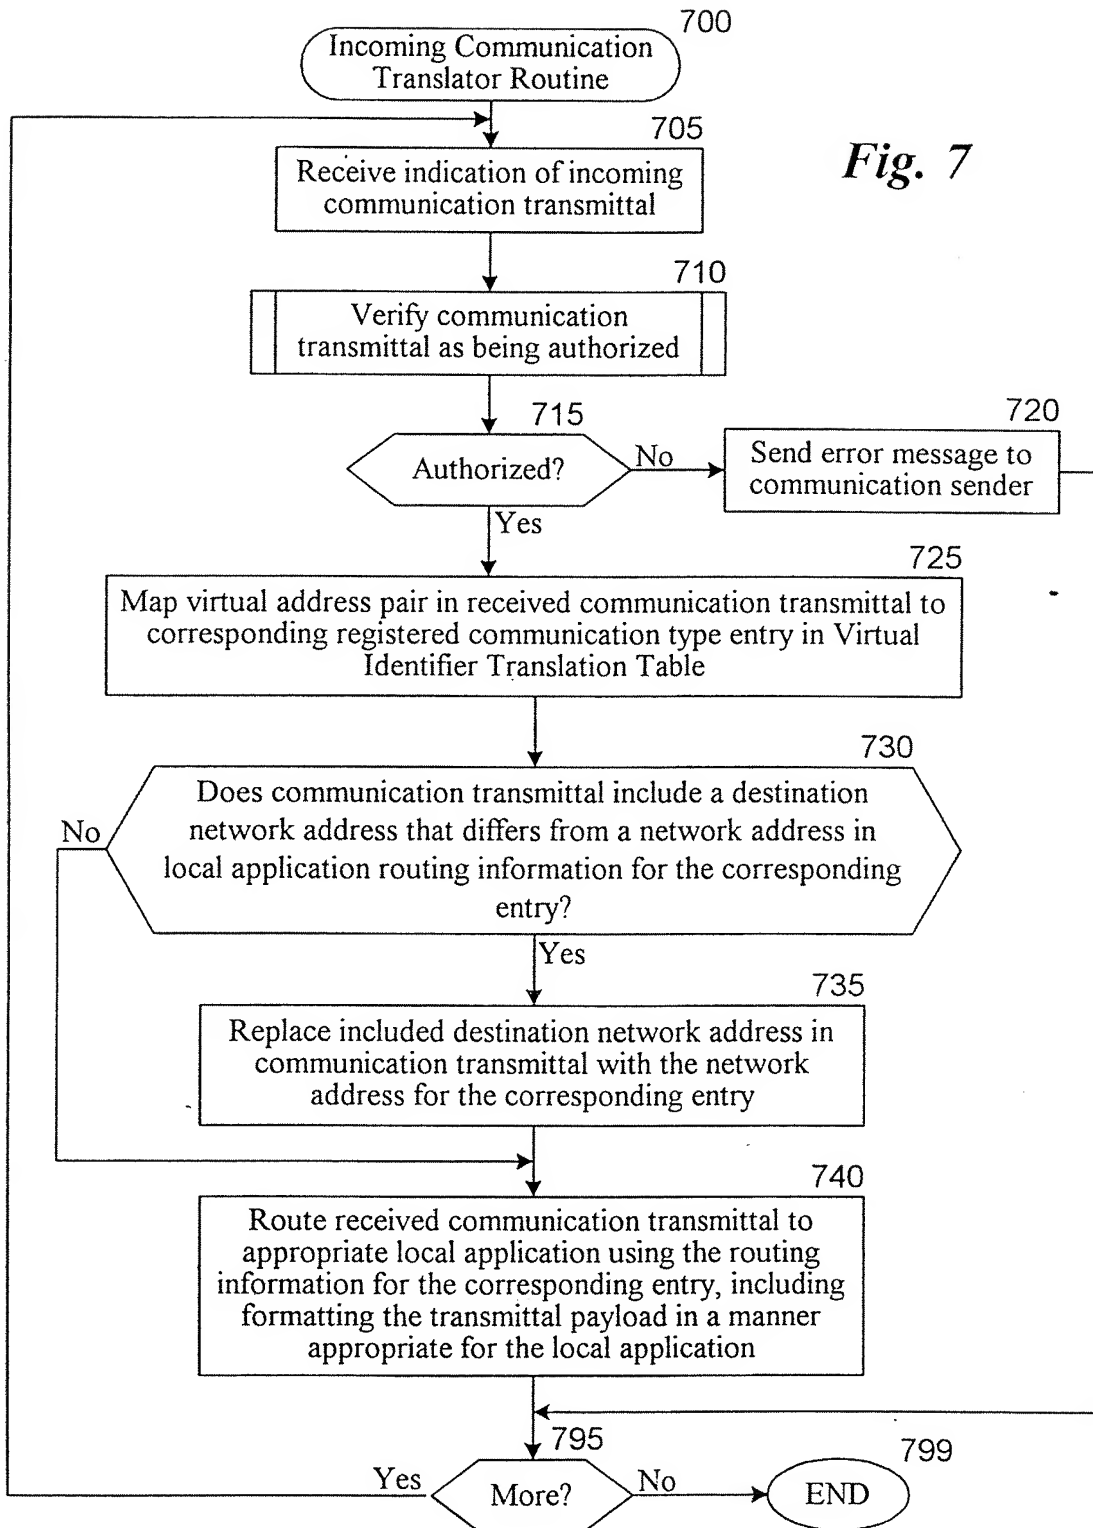 700
Incoming Communication
Translator Routine
Fig. 7
705
Receive indication of incoming
communication transmittal
710
Verify communication
transmittal as being authorized
715
Authorized?
No
720
Send error message to
communication sender
Yes
725
Map virtual address pair in received communication transmittal to
corresponding registered communication type entry in Virtual
Identifier Translation Table
730
Does communication transmittal include a destination
network address that differs from a network address in
local application routing information for the corresponding
entry?
No
Yes
735
Replace included destination network address in
communication transmittal with the network
address for the corresponding entry
740
Route received communication transmittal to
appropriate local application using the routing
information for the corresponding entry, including
formatting the transmittal payload in a manner
appropriate for the local application
795
More?
Yes
No
799
END